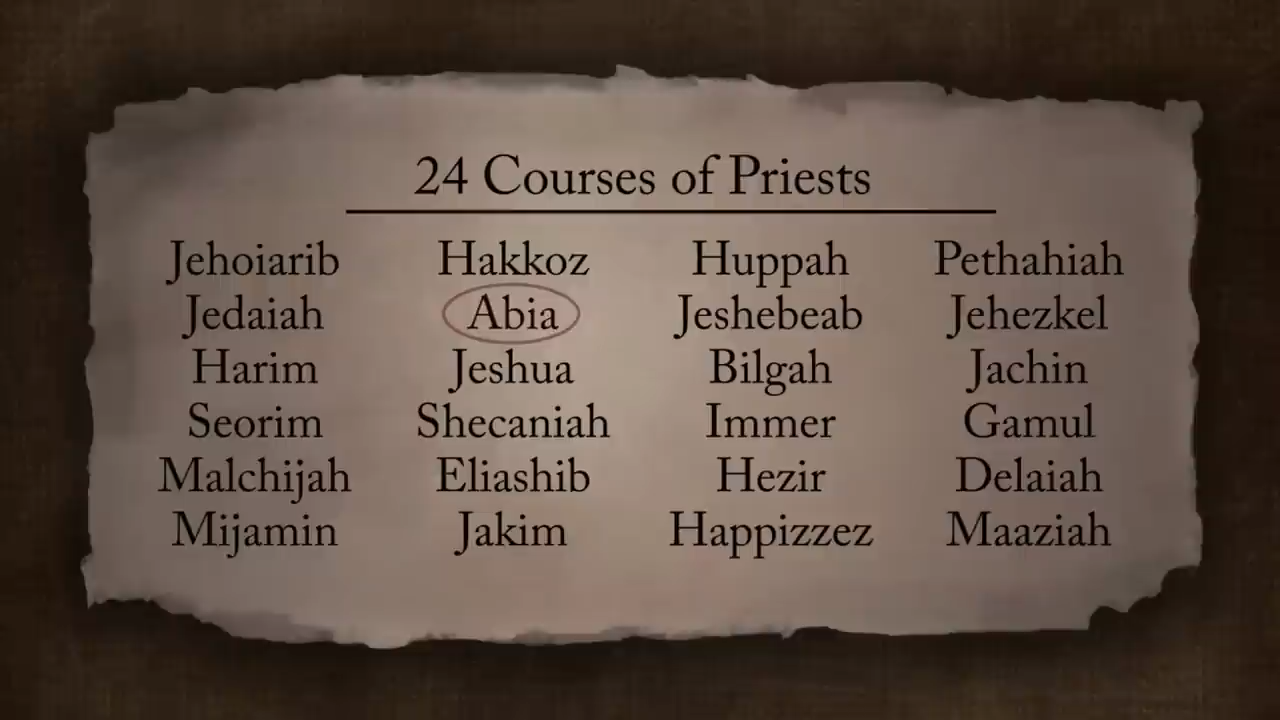 24 Courses of Priests
Jehoiarib Hakkoz Huppah Pethahiah
Jedaiah Abia Jeshebeab Jehezkel
Harim Jeshua Bilgah Jachin
Seorim Shecaniah Immer Gamul
Malchijah Eliashib Hezir Delaiah
Mijamin Jakim Happizzez Maaziah